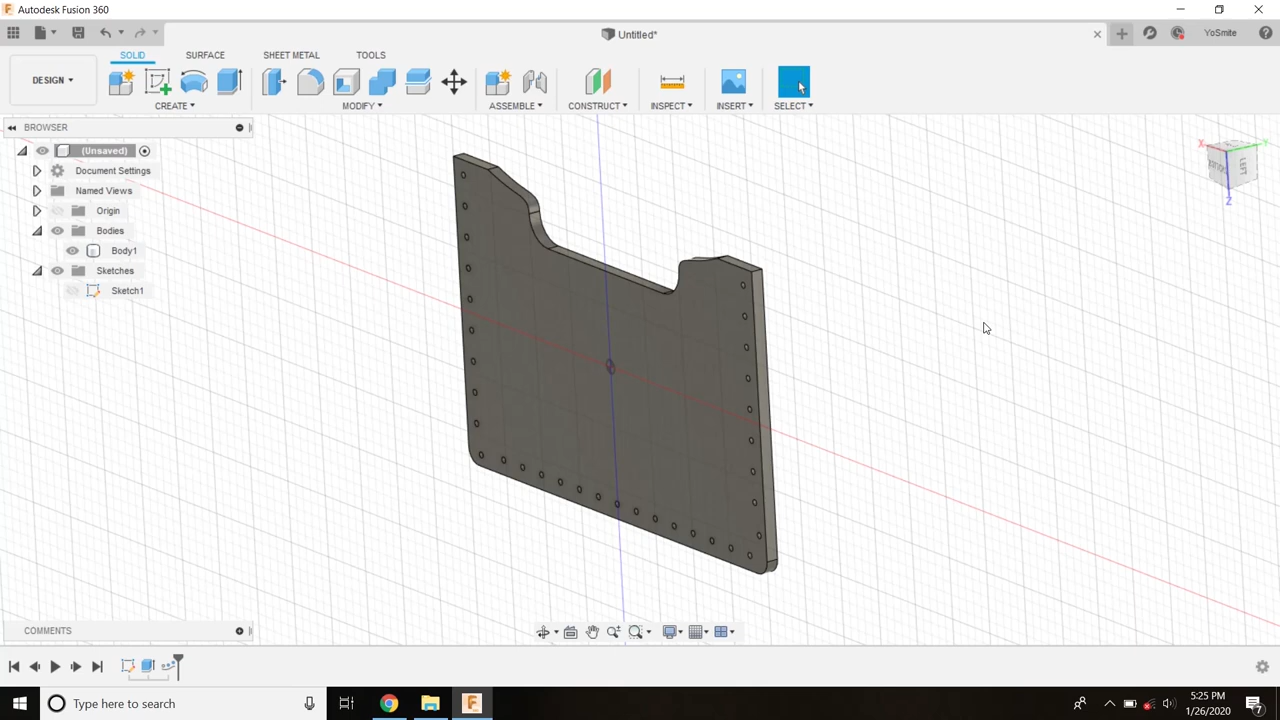 Autodesk Fusion 360
Untitled*
YoSmite
SOLID SURFACE SHEET METAL TOOLS
DESIGN
CREATE MODIFY ASSEMBLE CONSTRUCT INSPECT INSERT SELECT
BROWSER
(Unsaved)
Document Settings
Named Views
Origin
Bodies
Body1
Sketches
Sketch1
X
Y
Z
COMMENTS
Type here to search
5:25 PM
1/26/2020
7